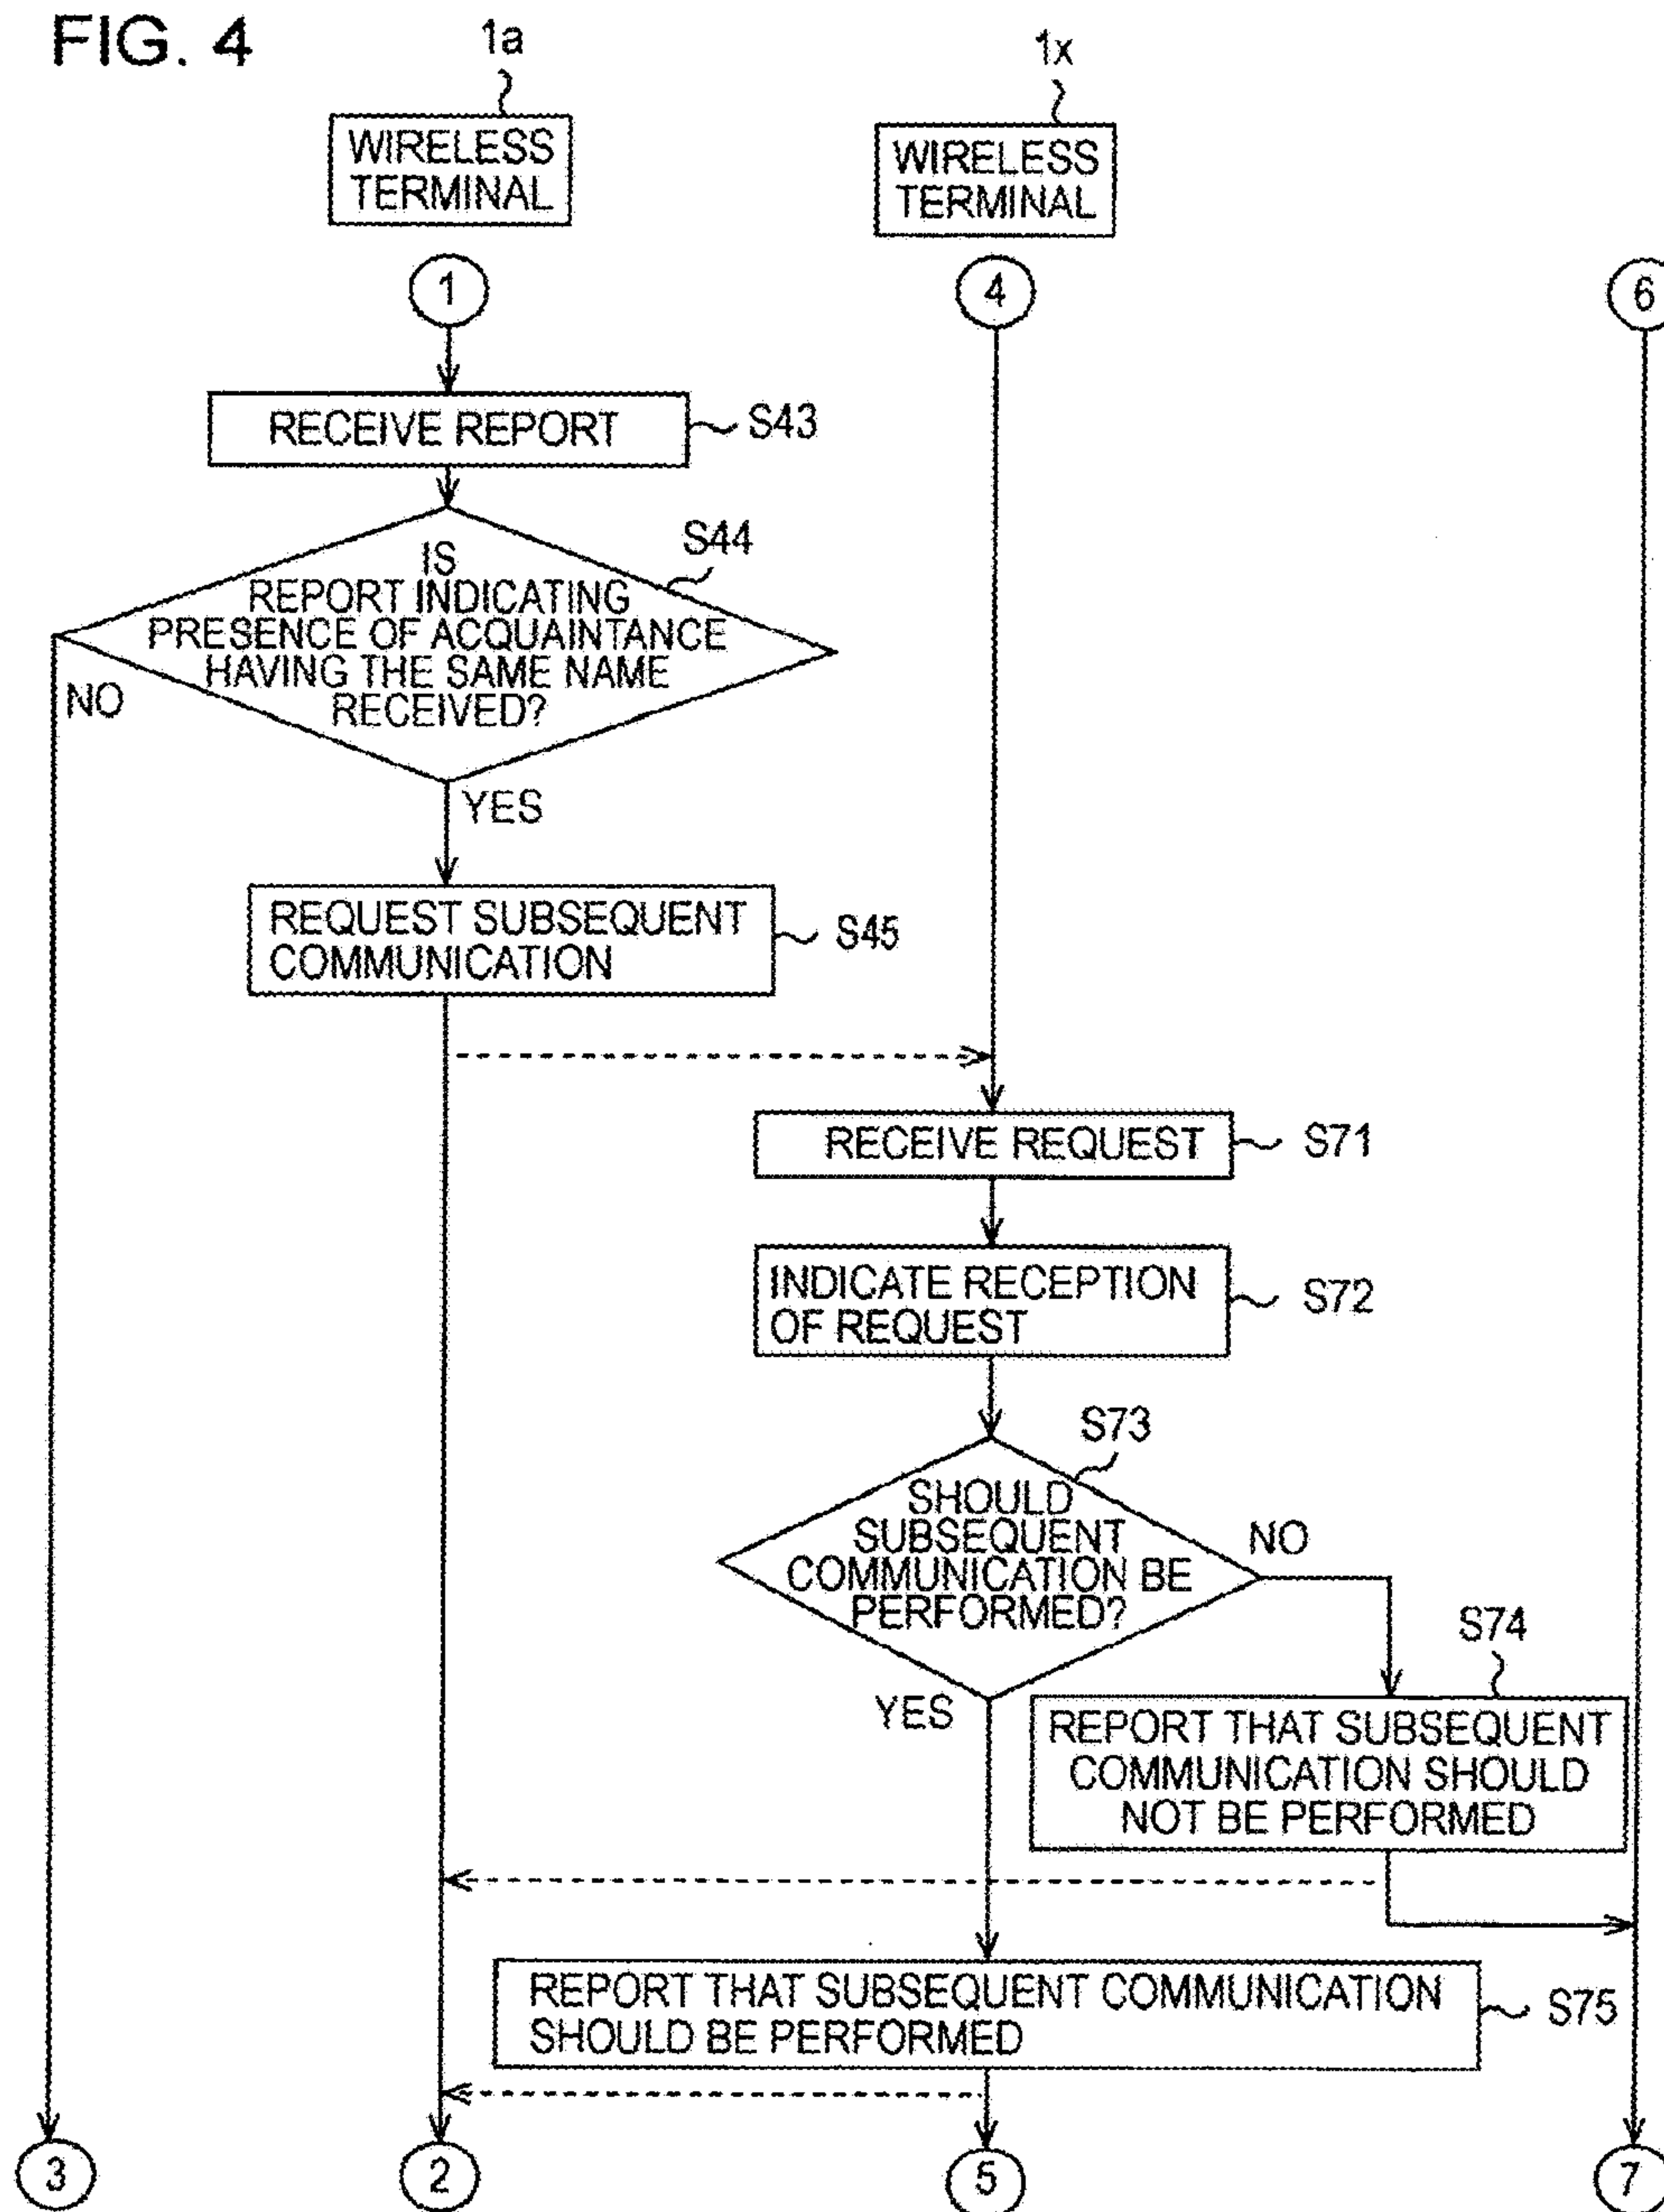 FIG. 4
1a
1x
WIRELESS
TERMINAL
WIRELESS
TERMINAL
1
4
6
RECEIVE REPORT
S43
S44
IS
REPORT INDICATING
PRESENCE OF ACQUAINTANCE
HAVING THE SAME NAME
RECEIVED?
NO
YES
REQUEST SUBSEQUENT
COMMUNICATION
S45
RECEIVE REQUEST
S71
INDICATE RECEPTION
OF REQUEST
S72
S73
SHOULD
SUBSEQUENT
COMMUNICATION BE
PERFORMED?
NO
YES
S74
REPORT THAT SUBSEQUENT
COMMUNICATION SHOULD
NOT BE PERFORMED
REPORT THAT SUBSEQUENT COMMUNICATION
SHOULD BE PERFORMED
S75
3
2
5
7